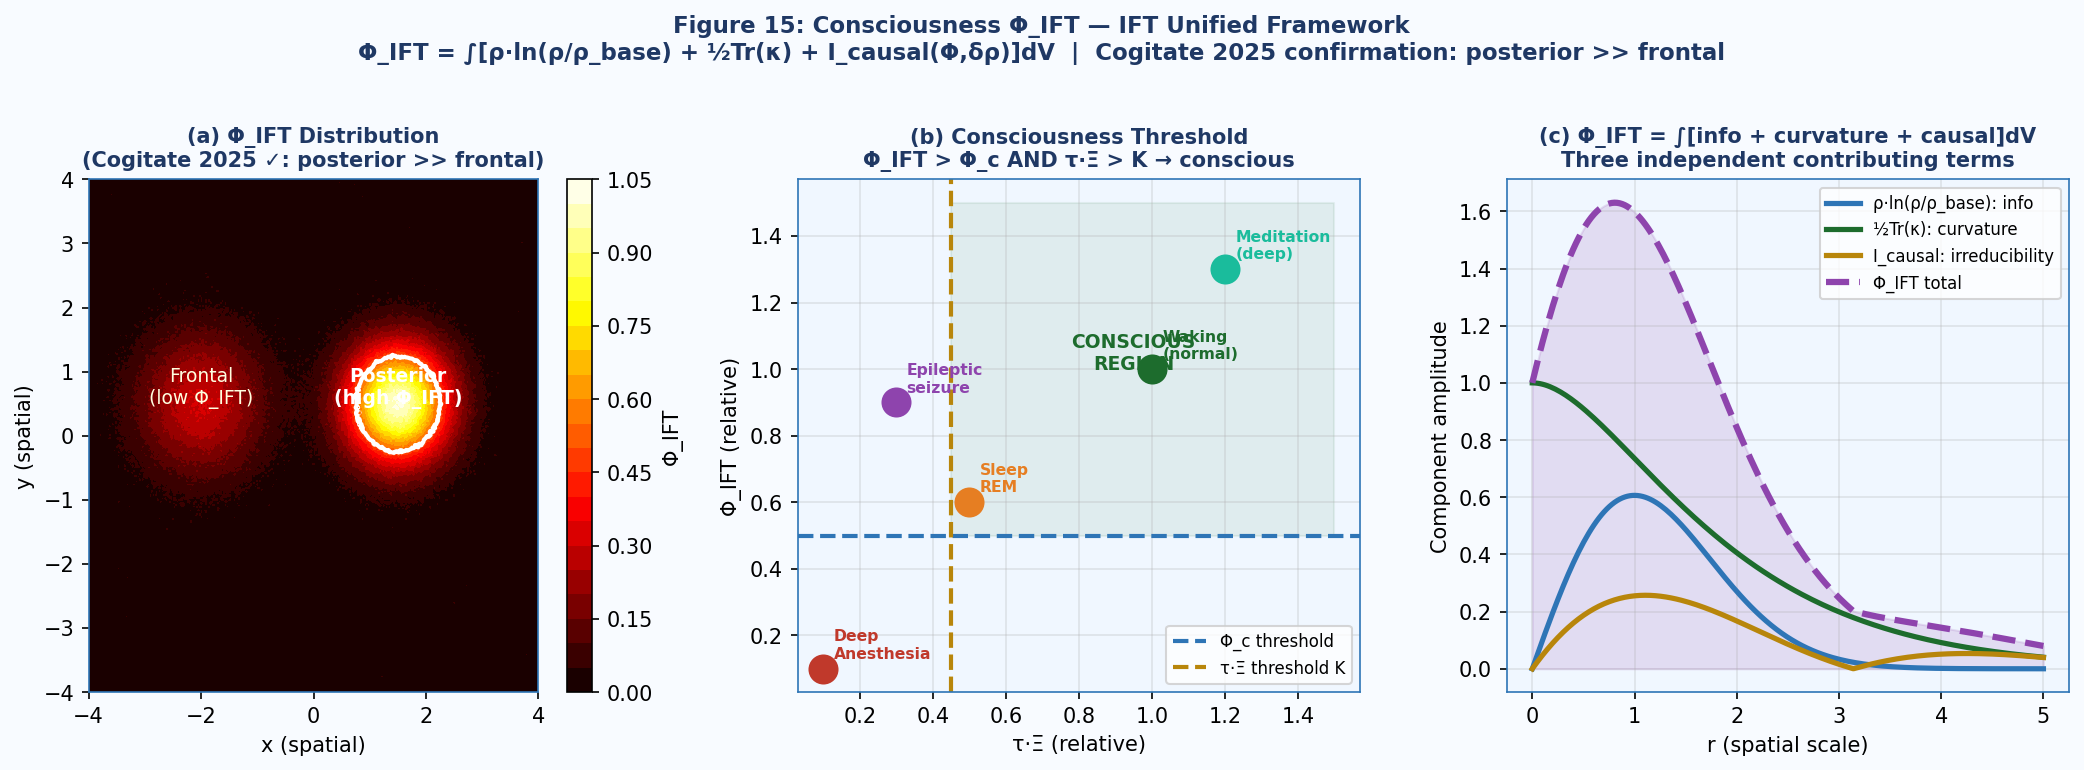 Figure 15: Consciousness Φ_IFT — IFT Unified Framework
Φ_IFT = ∫[ρ·ln(ρ/ρ_base) + ½Tr(κ) + I_causal(Φ,δρ)]dV  |  Cogitate 2025 confirmation: posterior >> frontal
(a) Φ_IFT Distribution
(Cogitate 2025 ✓: posterior >> frontal)
4
3
2
1
0
−1
−2
−3
−4
y (spatial)
−4 −2 0 2 4
x (spatial)
Frontal
(low Φ_IFT)
Posterior
(high Φ_IFT)
1.05
0.90
0.75
0.60
0.45
0.30
0.15
0.00
Φ_IFT
(b) Consciousness Threshold
Φ_IFT > Φ_c AND τ·Ξ > K → conscious
1.4
1.2
1.0
0.8
0.6
0.4
0.2
Φ_IFT (relative)
Meditation
(deep)
CONSCIOUS
REGION
Waking
(normal)
Epileptic
seizure
Sleep
REM
Deep
Anesthesia
Φ_c threshold
τ·Ξ threshold K
0.2 0.4 0.6 0.8 1.0 1.2 1.4
τ·Ξ (relative)
(c) Φ_IFT = ∫[info + curvature + causal]dV
Three independent contributing terms
1.6
1.4
1.2
1.0
0.8
0.6
0.4
0.2
0.0
Component amplitude
ρ·ln(ρ/ρ_base): info
½Tr(κ): curvature
I_causal: irreducibility
Φ_IFT total
0 1 2 3 4 5
r (spatial scale)